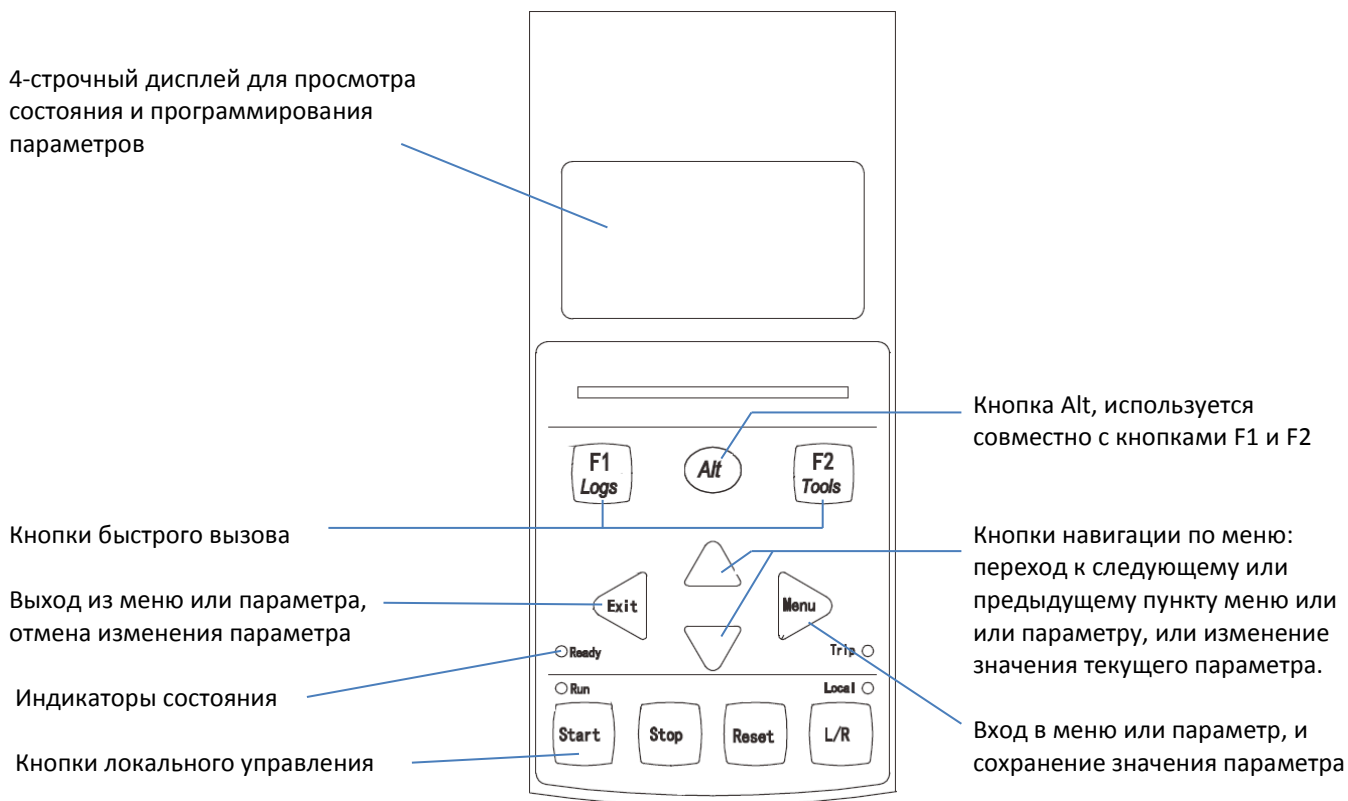 4-строчный дисплей для просмотра
состояния и программирования
параметров
Кнопка Alt, используется
совместно с кнопками F1 и F2
F1
Logs
Alt
F2
Tools
Кнопки быстрого вызова
Кнопки навигации по меню:
переход к следующему или
предыдущему пункту меню или
или параметру, или изменение
значения текущего параметра.
Выход из меню или параметра,
отмена изменения параметра
Exit
Menu
Ready
Trip
Индикаторы состояния
Run
Local
Start
Stop
Reset
L/R
Кнопки локального управления
Вход в меню или параметр, и
сохранение значения параметра